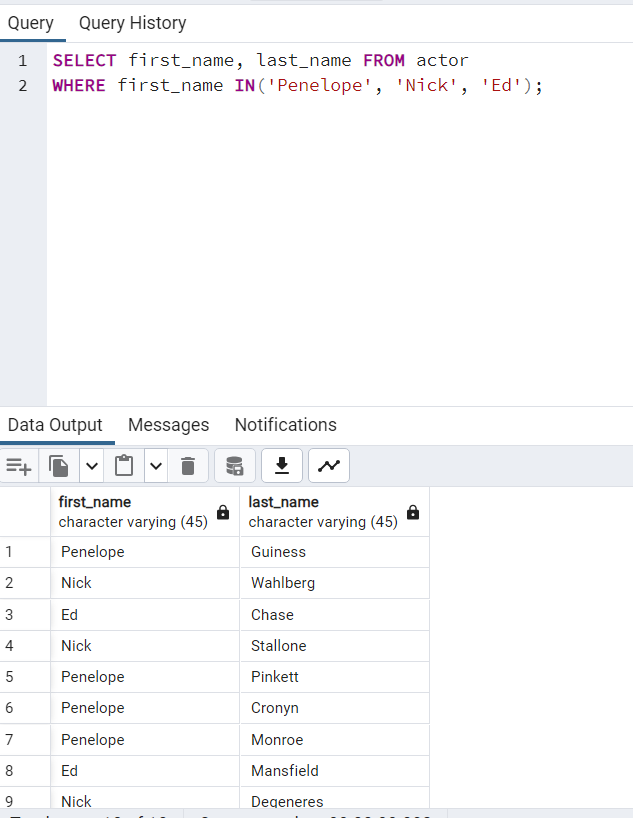 Query Query History
1 SELECT first_name, last_name FROM actor
2 WHERE first_name IN('Penelope', 'Nick', 'Ed');
Data Output Messages Notifications
first_name last_name
character varying (45) character varying (45)
1 Penelope Guiness
2 Nick Wahlberg
3 Ed Chase
4 Nick Stallone
5 Penelope Pinkett
6 Penelope Cronyn
7 Penelope Monroe
8 Ed Mansfield
9 Nick Degeneres